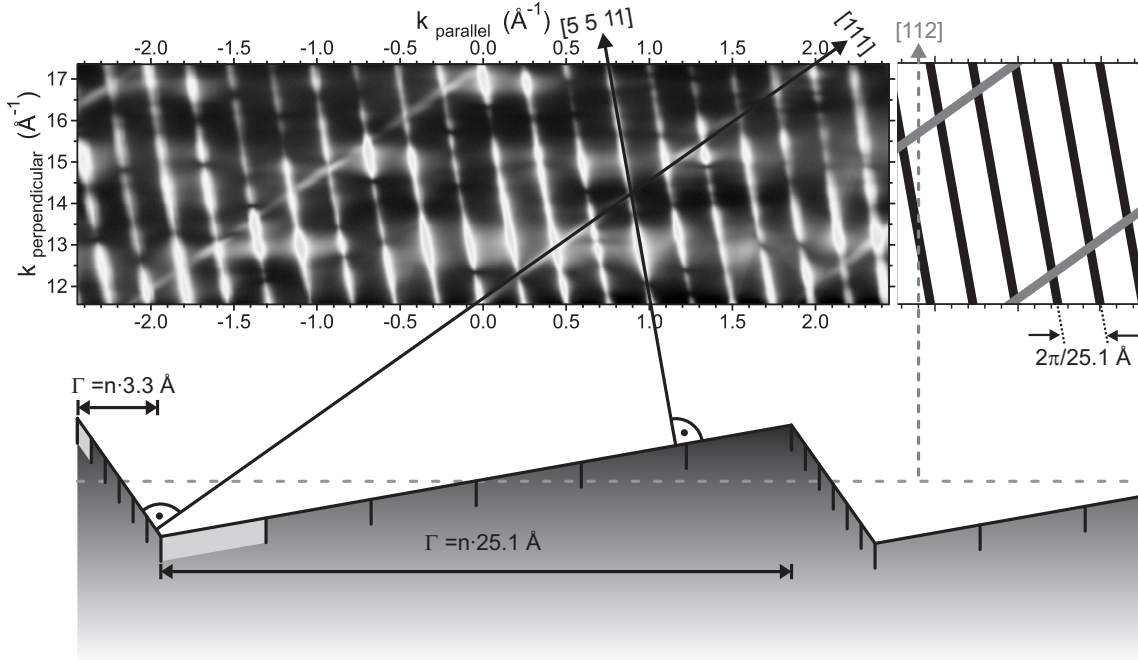 k parallel (Å⁻¹)
[5 5 11]
[111]
[112]
-2.0 -1.5 -1.0 -0.5 0.0 0.5 1.0 1.5 2.0
k perpendicular (Å⁻¹)
17
16
15
14
13
12
-2.0 -1.5 -1.0 -0.5 0.0 0.5 1.0 1.5 2.0
2π/25.1 Å
Γ =n·3.3 Å
Γ =n·25.1 Å